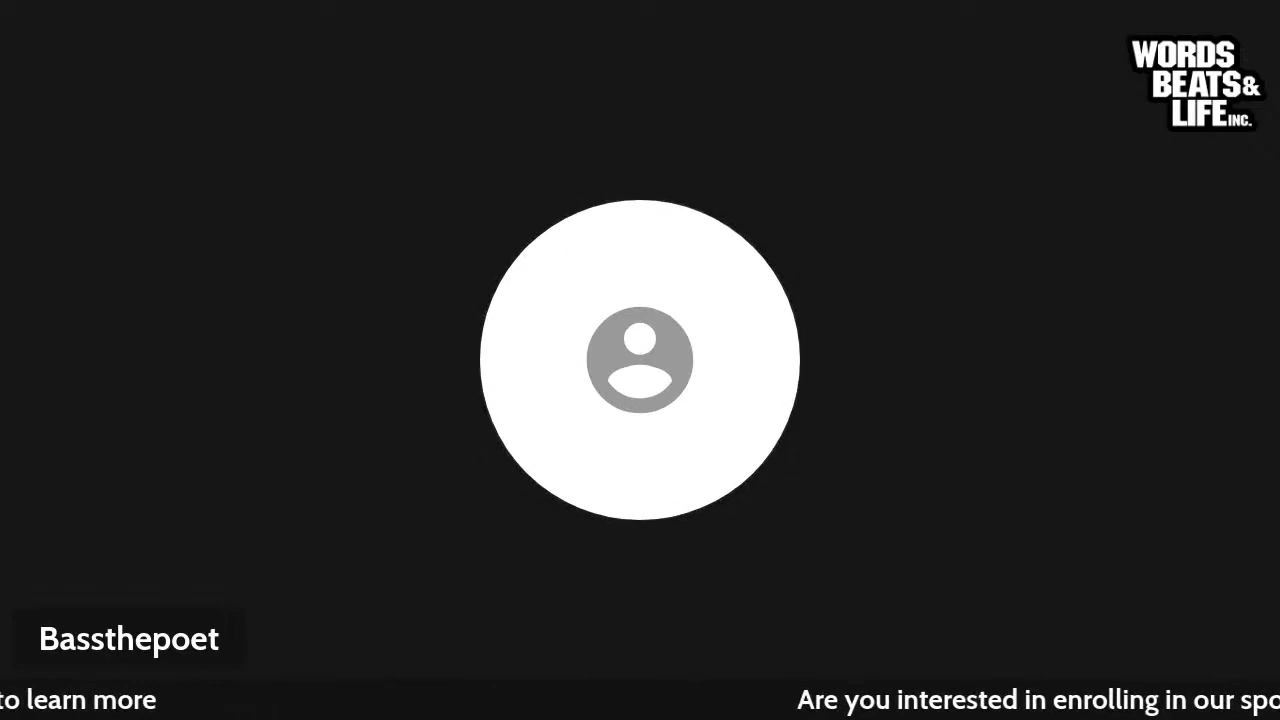 WORDS
BEATS&
LIFE INC.
Bassthepoet
to learn more
Are you interested in enrolling in our spo